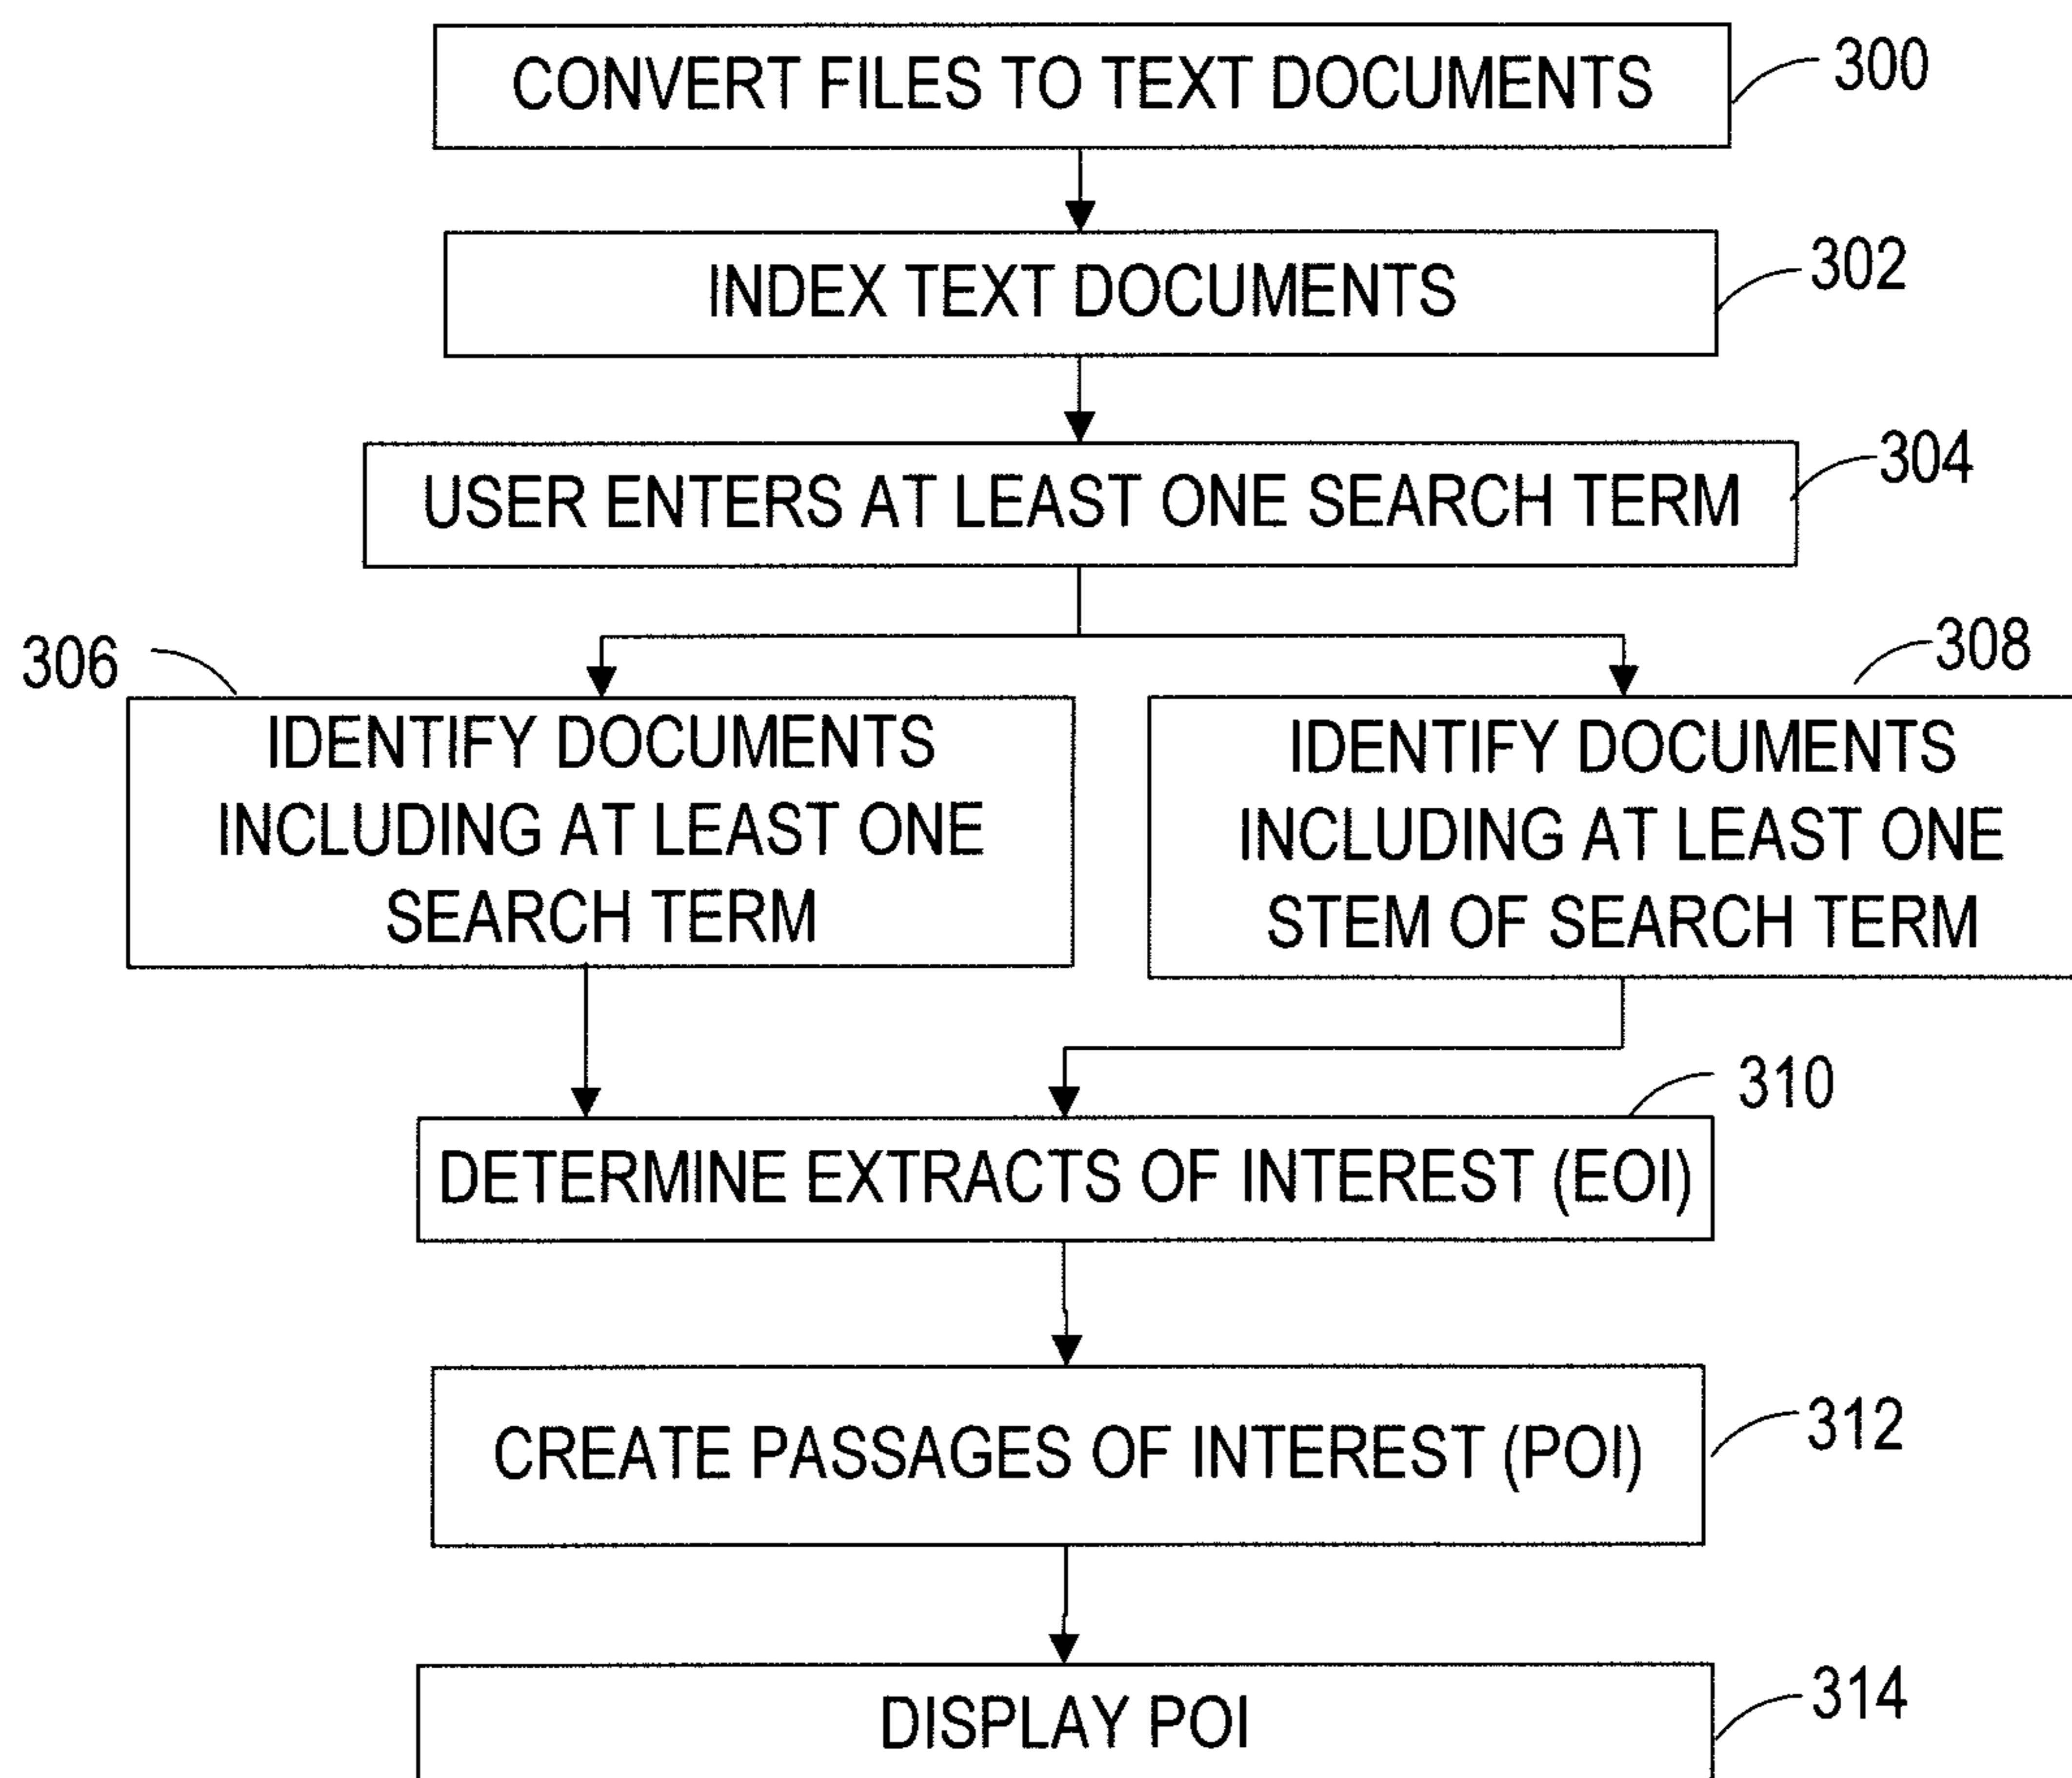 CONVERT FILES TO TEXT DOCUMENTS
300
INDEX TEXT DOCUMENTS
302
USER ENTERS AT LEAST ONE SEARCH TERM
304
306
IDENTIFY DOCUMENTS
INCLUDING AT LEAST ONE
SEARCH TERM
308
IDENTIFY DOCUMENTS
INCLUDING AT LEAST ONE
STEM OF SEARCH TERM
310
DETERMINE EXTRACTS OF INTEREST (EOI)
CREATE PASSAGES OF INTEREST (POI)
312
DISPLAY POI
314